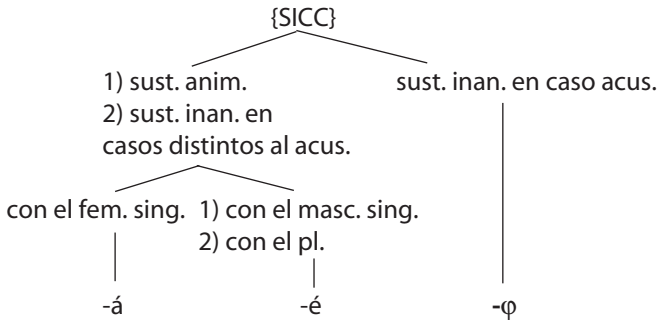 {SICC}
1) sust. anim.
2) sust. inan. en
casos distintos al acus.
sust. inan. en caso acus.
con el fem. sing.
1) con el masc. sing.
2) con el pl.
-á
-é
-φ